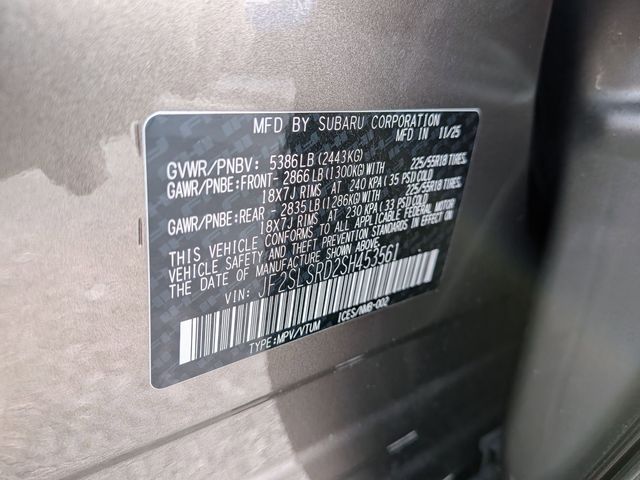 MFD BY SUBARU CORPORATION
MFD IN 11/25
GVWR/PNBV: 5386LB(2443KG)
GAWR/PNBE:FRONT- 2866LB(1300KG)WITH 225/55R18 TIRES,
18X7J RIMS AT 240 KPA(35 PSI)COLD
GAWR/PNBE:REAR - 2835LB(1286KG)WITH 225/55R18 TIRES,
18X7J RIMS AT 230 KPA(33 PSI)COLD
THIS VEHICLE CONFORMS TO ALL APPLICABLE FEDERAL MOTOR
VEHICLE SAFETY AND THEFT PREVENTION STANDARDS IN EFFECT ON
THE DATE OF MANUFACTURE SHOWN ABOVE.
VIN: JF2SLSRD2SH453561
TYPE:MPV/VTUM ICES/NMB-002